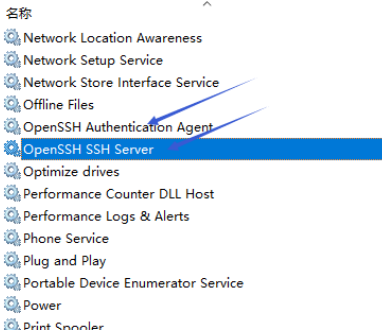 名称
Network Location Awareness
Network Setup Service
Network Store Interface Service
Offline Files
OpenSSH Authentication Agent
OpenSSH SSH Server
Optimize drives
Performance Counter DLL Host
Performance Logs & Alerts
Phone Service
Plug and Play
Portable Device Enumerator Service
Power
Print Spooler